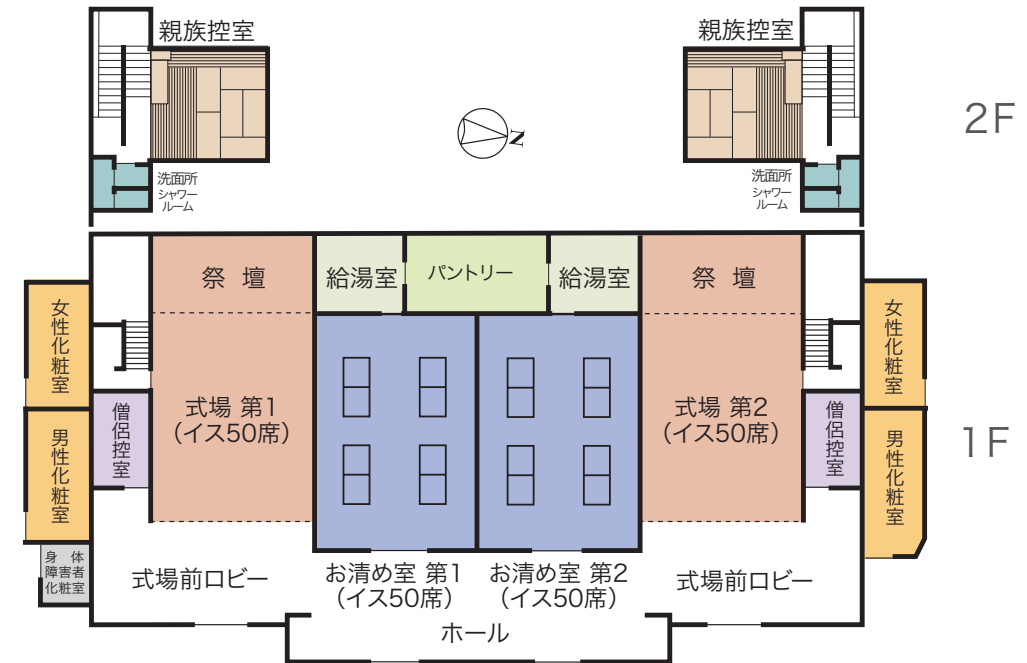 親族控室
親族控室
2F
N
洗面所
シャワー
ルーム
洗面所
シャワー
ルーム
祭 壇
給湯室
パントリー
給湯室
祭 壇
女性化粧室
女性化粧室
式場 第1
(イス50席)
式場 第2
(イス50席)
僧侶控室
僧侶控室
1F
男性化粧室
男性化粧室
身 体
障害者
化粧室
式場前ロビー
お清め室 第1
(イス50席)
お清め室 第2
(イス50席)
式場前ロビー
ホール